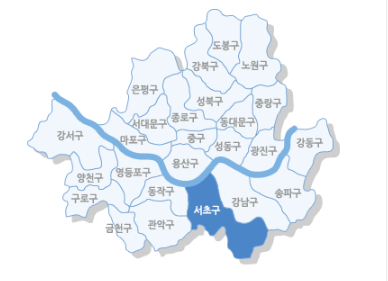 도봉구
강북구
노원구
은평구
성북구
중랑구
종로구
서대문구
동대문구
강서구
마포구
중구
성동구
강동구
광진구
용산구
양천구
영등포구
동작구
송파구
구로구
서초구
강남구
금천구
관악구